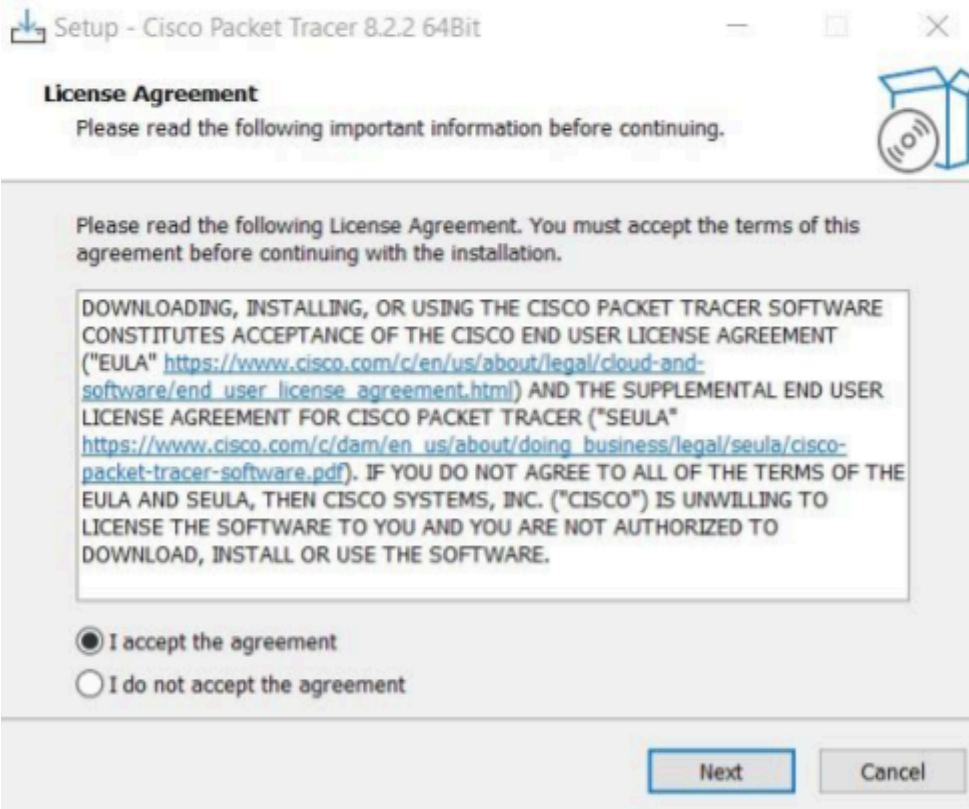 Setup - Cisco Packet Tracer 8.2.2 64Bit
License Agreement
Please read the following important information before continuing.
Please read the following License Agreement. You must accept the terms of this
agreement before continuing with the installation.
DOWNLOADING, INSTALLING, OR USING THE CISCO PACKET TRACER SOFTWARE
CONSTITUTES ACCEPTANCE OF THE CISCO END USER LICENSE AGREEMENT
("EULA" https://www.cisco.com/c/en/us/about/legal/cloud-and-
software/end_user_license_agreement.html) AND THE SUPPLEMENTAL END USER
LICENSE AGREEMENT FOR CISCO PACKET TRACER ("SEULA"
https://www.cisco.com/c/dam/en_us/about/doing_business/legal/seula/cisco-
packet-tracer-software.pdf). IF YOU DO NOT AGREE TO ALL OF THE TERMS OF THE
EULA AND SEULA, THEN CISCO SYSTEMS, INC. ("CISCO") IS UNWILLING TO
LICENSE THE SOFTWARE TO YOU AND YOU ARE NOT AUTHORIZED TO
DOWNLOAD, INSTALL OR USE THE SOFTWARE.
I accept the agreement
I do not accept the agreement
Next
Cancel